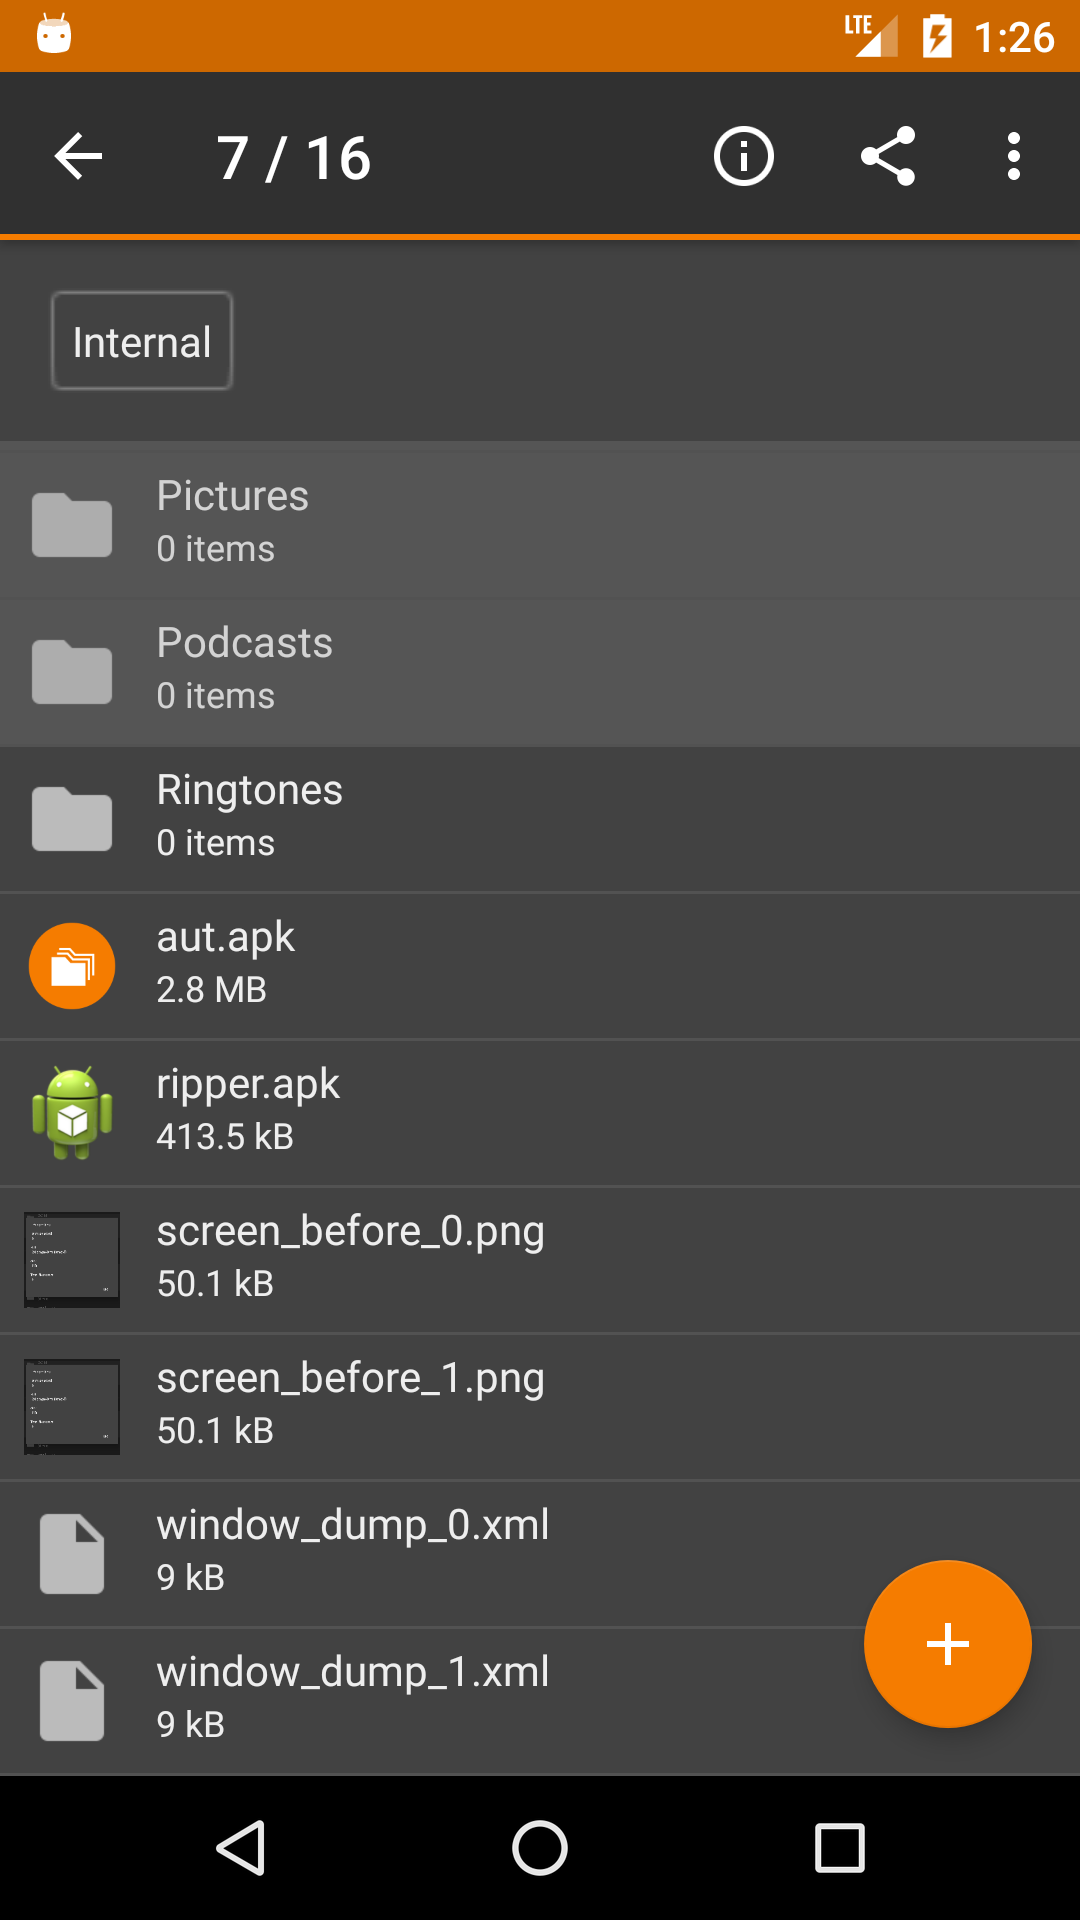 LTE 1:26
7 / 16
Internal
Pictures
0 items
Podcasts
0 items
Ringtones
0 items
aut.apk
2.8 MB
ripper.apk
413.5 kB
screen_before_0.png
50.1 kB
screen_before_1.png
50.1 kB
window_dump_0.xml
9 kB
window_dump_1.xml
9 kB